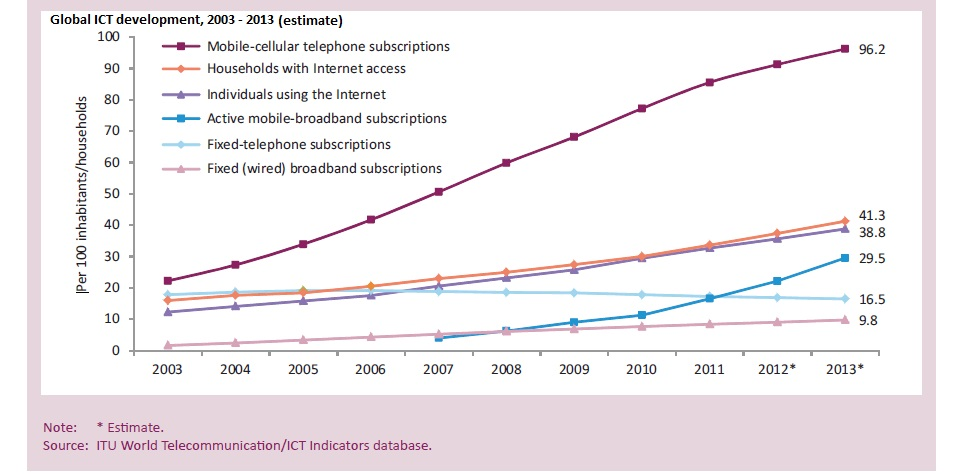 Global ICT development, 2003 - 2013 (estimate)
|Per 100 inhabitants/households
100
90
80
70
60
50
40
30
20
10
0
Mobile-cellular telephone subscriptions
Households with Internet access
Individuals using the Internet
Active mobile-broadband subscriptions
Fixed-telephone subscriptions
Fixed (wired) broadband subscriptions
96.2
41.3
38.8
29.5
16.5
9.8
2003 2004 2005 2006 2007 2008 2009 2010 2011 2012* 2013*
Note: * Estimate.
Source: ITU World Telecommunication/ICT Indicators database.